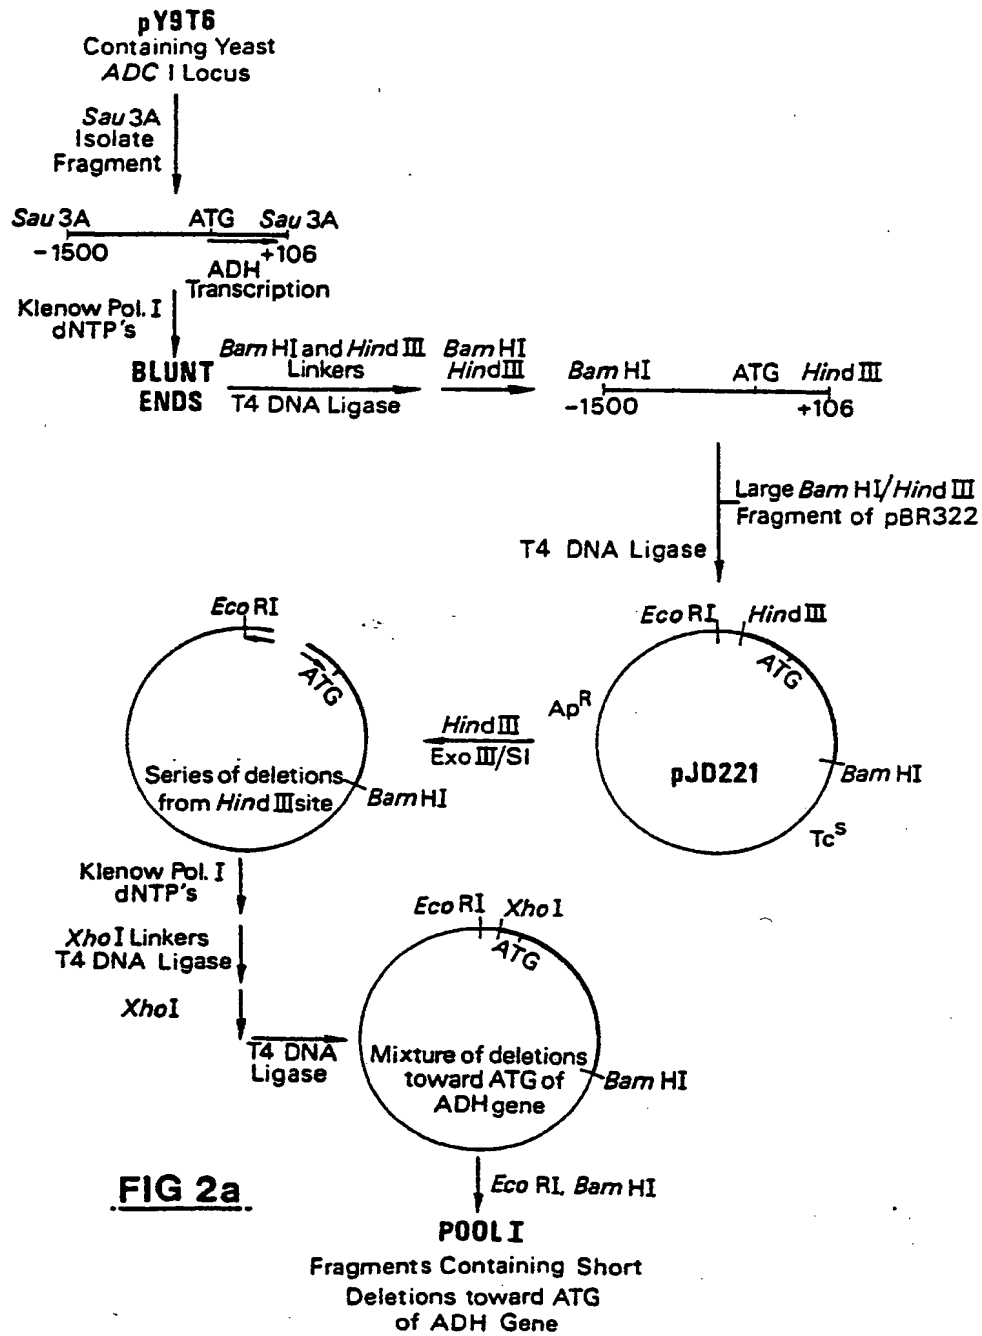 pY9T6
Containing Yeast
ADC I Locus
Sau 3A
Isolate
Fragment
Sau 3A ATG Sau 3A
-1500 +106
ADH
Transcription
Klenow Pol. I
dNTP's
BLUNT
ENDS
Bam HI and Hind III
Linkers
T4 DNA Ligase
Bam HI
Hind III
Bam HI ATG Hind III
-1500 +106
Large Bam HI/Hind III
Fragment of pBR322
T4 DNA Ligase
Eco RI Hind III
ATG
Ap^R
pJD221
Bam HI
Tc^S
Hind III
Exo III/SI
Eco RI
ATG
Series of deletions
from Hind III site
Bam HI
Klenow Pol. I
dNTP's
Xho I Linkers
T4 DNA Ligase
Xho I
T4 DNA
Ligase
Eco RI Xho I
ATG
Mixture of deletions
toward ATG of
ADH gene
Bam HI
Eco RI, Bam HI
FIG 2a
POOL I
Fragments Containing Short
Deletions toward ATG
of ADH Gene